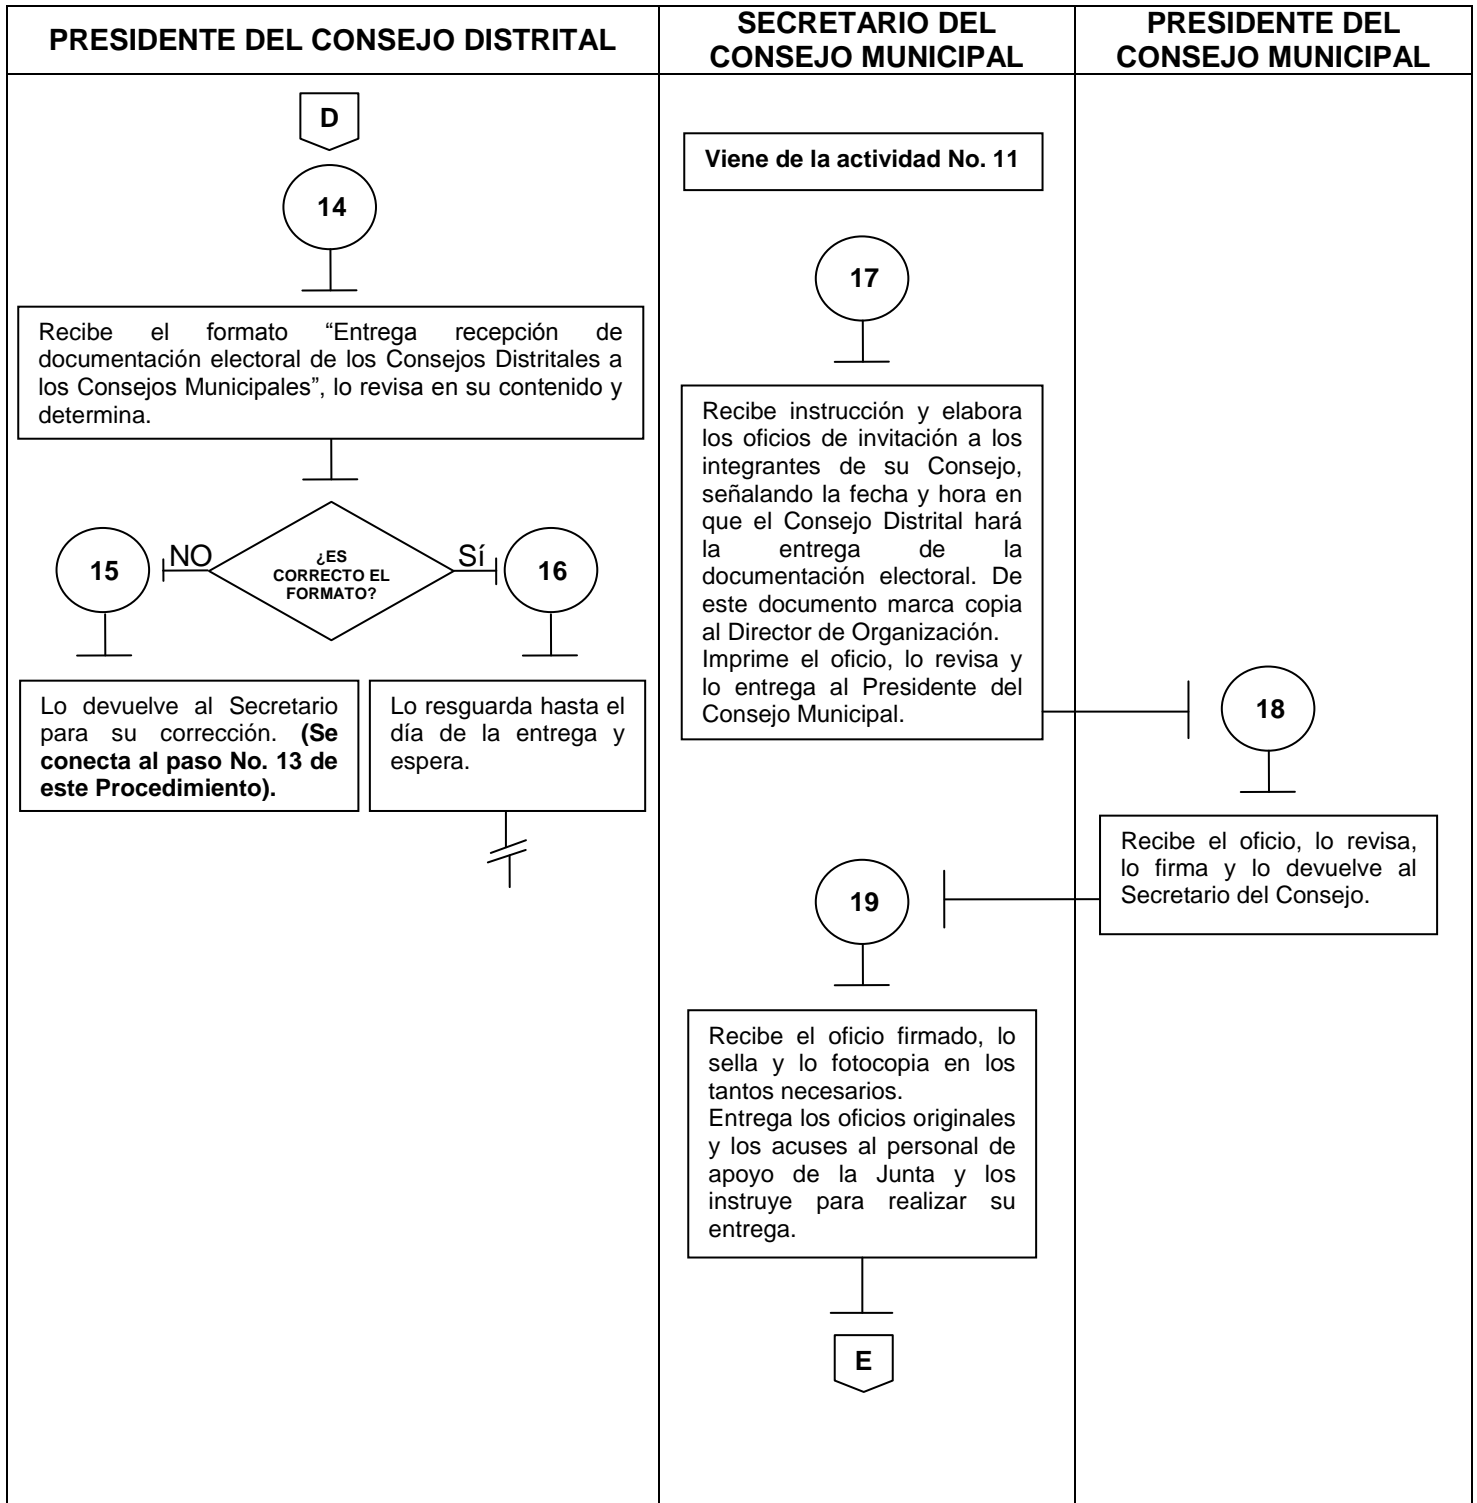 PRESIDENTE DEL CONSEJO DISTRITAL
SECRETARIO DEL
CONSEJO MUNICIPAL
PRESIDENTE DEL
CONSEJO MUNICIPAL
D
14
Recibe el formato “Entrega recepción de
documentación electoral de los Consejos Distritales a
los Consejos Municipales”, lo revisa en su contenido y
determina.
¿ES
CORRECTO EL
FORMATO?
NO
15
Sí
16
Lo devuelve al Secretario
para su corrección. (Se
conecta al paso No. 13 de
este Procedimiento).
Lo resguarda hasta el
día de la entrega y
espera.
Viene de la actividad No. 11
17
Recibe instrucción y elabora
los oficios de invitación a los
integrantes de su Consejo,
señalando la fecha y hora en
que el Consejo Distrital hará
la entrega de la
documentación electoral. De
este documento marca copia
al Director de Organización.
Imprime el oficio, lo revisa y
lo entrega al Presidente del
Consejo Municipal.
18
Recibe el oficio, lo revisa,
lo firma y lo devuelve al
Secretario del Consejo.
19
Recibe el oficio firmado, lo
sella y lo fotocopia en los
tantos necesarios.
Entrega los oficios originales
y los acuses al personal de
apoyo de la Junta y los
instruye para realizar su
entrega.
E